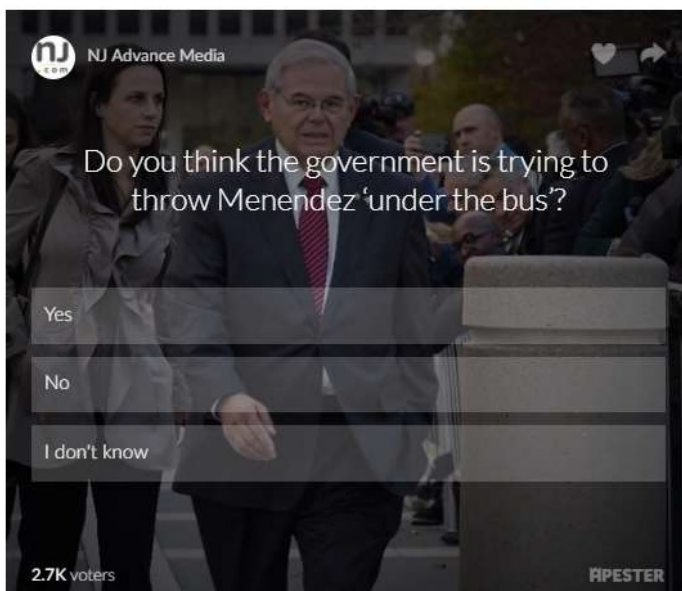 nj
.com
NJ Advance Media
Do you think the government is trying to
throw Menendez ‘under the bus’?
Yes
No
I don't know
2.7K voters
APESTER